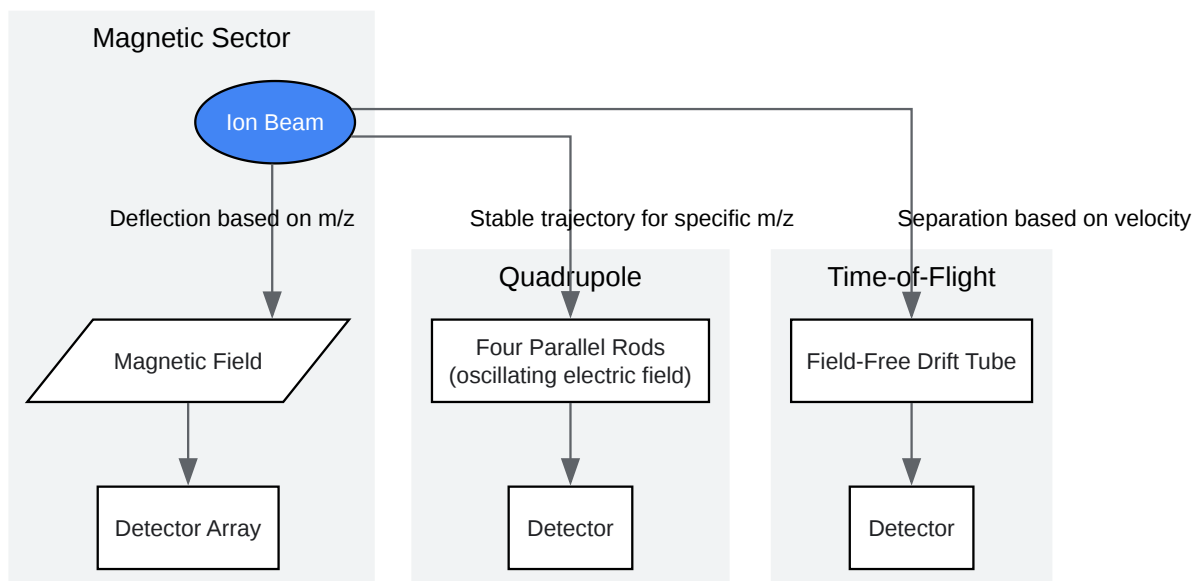 Magnetic Sector
Ion Beam
Deflection based on m/z
Stable trajectory for specific m/z
Separation based on velocity
Quadrupole
Time-of-Flight
Magnetic Field
Four Parallel Rods
(oscillating electric field)
Field-Free Drift Tube
Detector Array
Detector
Detector